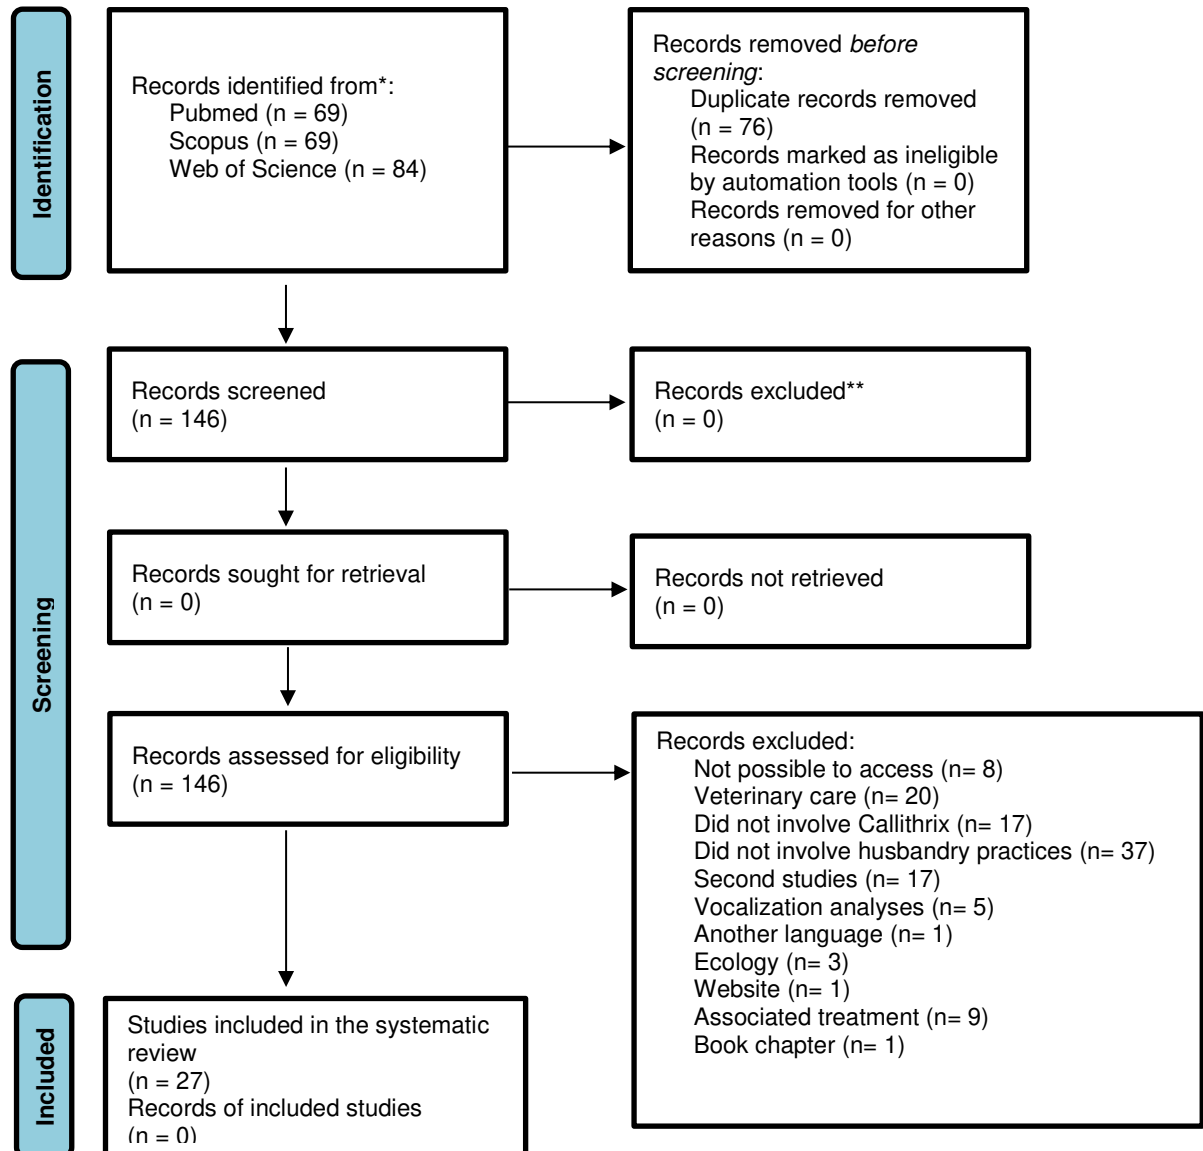 Identification
Records identified from*:
Pubmed (n = 69)
Scopus (n = 69)
Web of Science (n = 84)
Records removed before
screening:
Duplicate records removed
(n = 76)
Records marked as ineligible
by automation tools (n = 0)
Records removed for other
reasons (n = 0)
Screening
Records screened
(n = 146)
Records excluded**
(n = 0)
Records sought for retrieval
(n = 0)
Records not retrieved
(n = 0)
Records assessed for eligibility
(n = 146)
Records excluded:
Not possible to access (n= 8)
Veterinary care (n= 20)
Did not involve Callithrix (n= 17)
Did not involve husbandry practices (n= 37)
Second studies (n= 17)
Vocalization analyses (n= 5)
Another language (n= 1)
Ecology (n= 3)
Website (n= 1)
Associated treatment (n= 9)
Book chapter (n= 1)
Included
Studies included in the systematic
review
(n = 27)
Records of included studies
(n = 0)